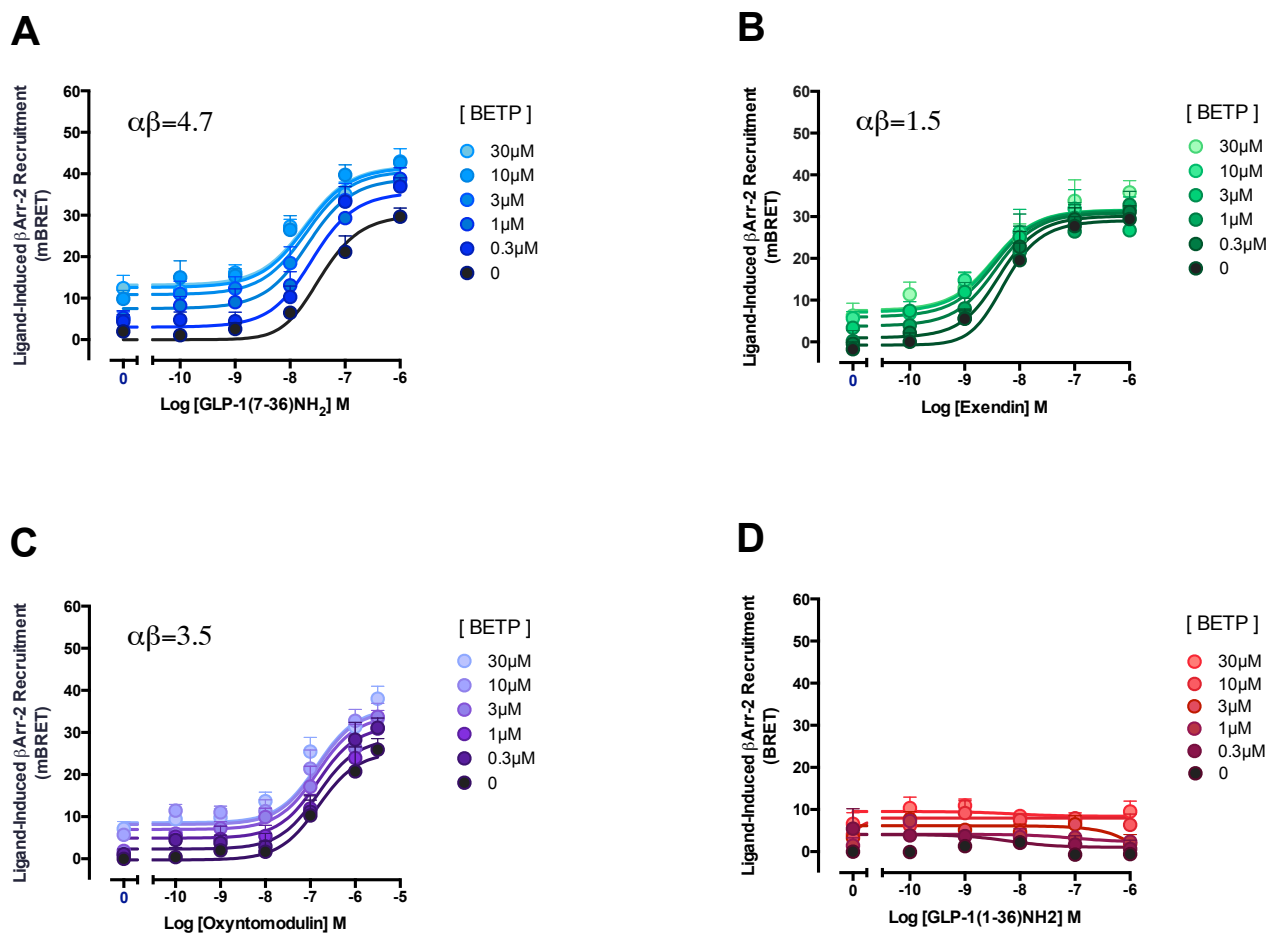 A
Ligand-Induced βArr-2 Recruitment
(mBRET)
60
50
40
30
20
10
0
αβ=4.7
[ BETP ]
30µM
10µM
3µM
1µM
0.3µM
0
0
-10
-9
-8
-7
-6
Log [GLP-1(7-36)NH2] M
B
Ligand-Induced βArr-2 Recruitment
(mBRET)
60
50
40
30
20
10
0
αβ=1.5
[ BETP ]
30µM
10µM
3µM
1µM
0.3µM
0
0
-10
-9
-8
-7
-6
Log [Exendin] M
C
Ligand-Induced βArr-2 Recruitment
(mBRET)
60
50
40
30
20
10
0
αβ=3.5
[ BETP ]
30µM
10µM
3µM
1µM
0.3µM
0
0
-10
-9
-8
-7
-6
-5
Log [Oxyntomodulin] M
D
Ligand-Induced βArr-2 Recruitment
(BRET)
60
50
40
30
20
10
0
[ BETP ]
30µM
10µM
3µM
1µM
0.3µM
0
0
-10
-9
-8
-7
-6
Log [GLP-1(1-36)NH2] M